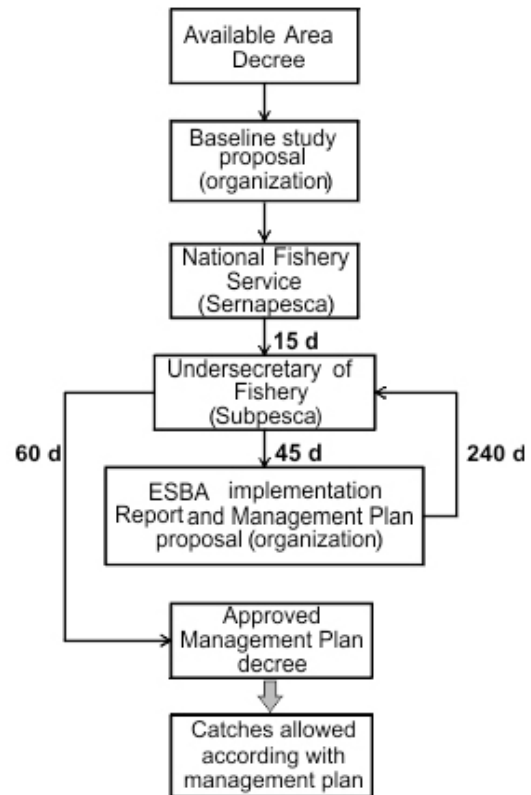 Available Area
Decree
Baseline study
proposal
(organization)
National Fishery
Service
(Sernapesca)
15 d
Undersecretary of
Fishery
(Subpesca)
60 d
45 d
240 d
ESBA implementation
Report and Management Plan
proposal (organization)
Approved
Management Plan
decree
Catches allowed
according with
management plan